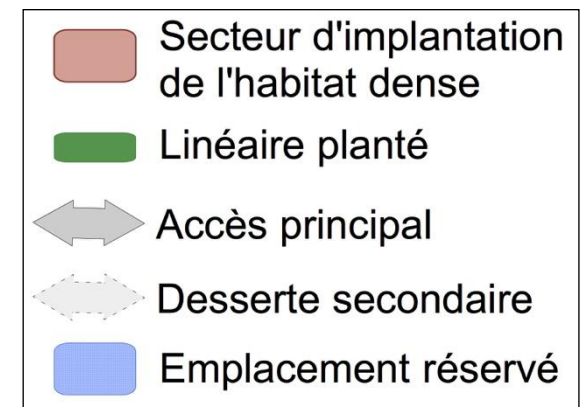 Secteur d'implantation
de l'habitat dense
Linéaire planté
Accès principal
Desserte secondaire
Emplacement réservé